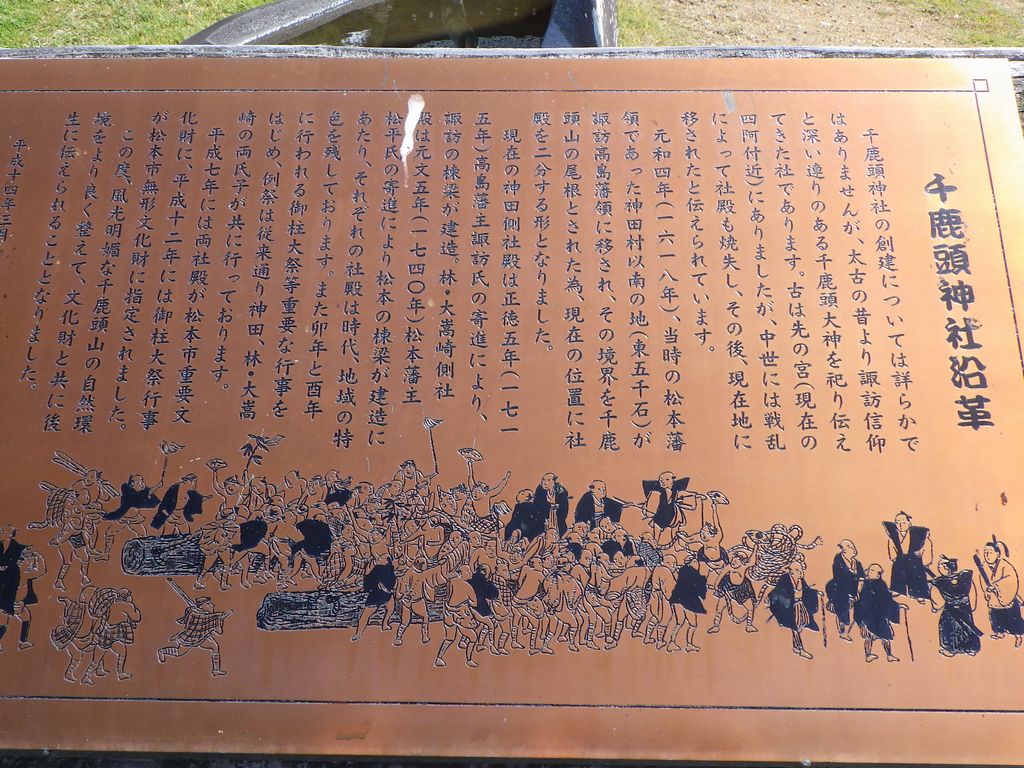 千鹿頭神社沿革
千鹿頭神社の創建については詳らかで
はありませんが、太古の昔より諏訪信仰
と深い連りのある千鹿頭大神を祀り伝え
てきた社であります。古は先の宮(現在の
四阿付近)にありましたが、中世には戦乱
によって社殿も焼失し、その後、現在地に
移されたと伝えられています。
元和四年(一六一八年)、当時の松本藩
領であった神田村以南の地(東五千石)が
諏訪高島藩領に移され、その境界を千鹿
頭山の尾根とされた為、現在の位置に社
殿を二分する形となりました。
現在の神田側社殿は正徳五年(一七一
五年)高島藩主諏訪氏の寄進により、
諏訪の棟梁が建造。林・大嵩崎側社
殿は元文五年(一七四〇年)松本藩主
松平氏の寄進により松本の棟梁が建造に
あたり、それぞれの社殿は時代、地域の特
色を残しております。また卯年と酉年
に行われる御柱大祭等重要な行事を
はじめ、例祭は従来通り神田、林・大嵩
崎の両氏子が共に行っております。
平成七年には両社殿が松本市重要文
化財に、平成十二年には御柱大祭行事
が松本市無形文化財に指定されました。
この度、風光明媚な千鹿頭山の自然環
境をより良く整えて、文化財と共に後
生に伝えられることとなりました。
平成十四年三月